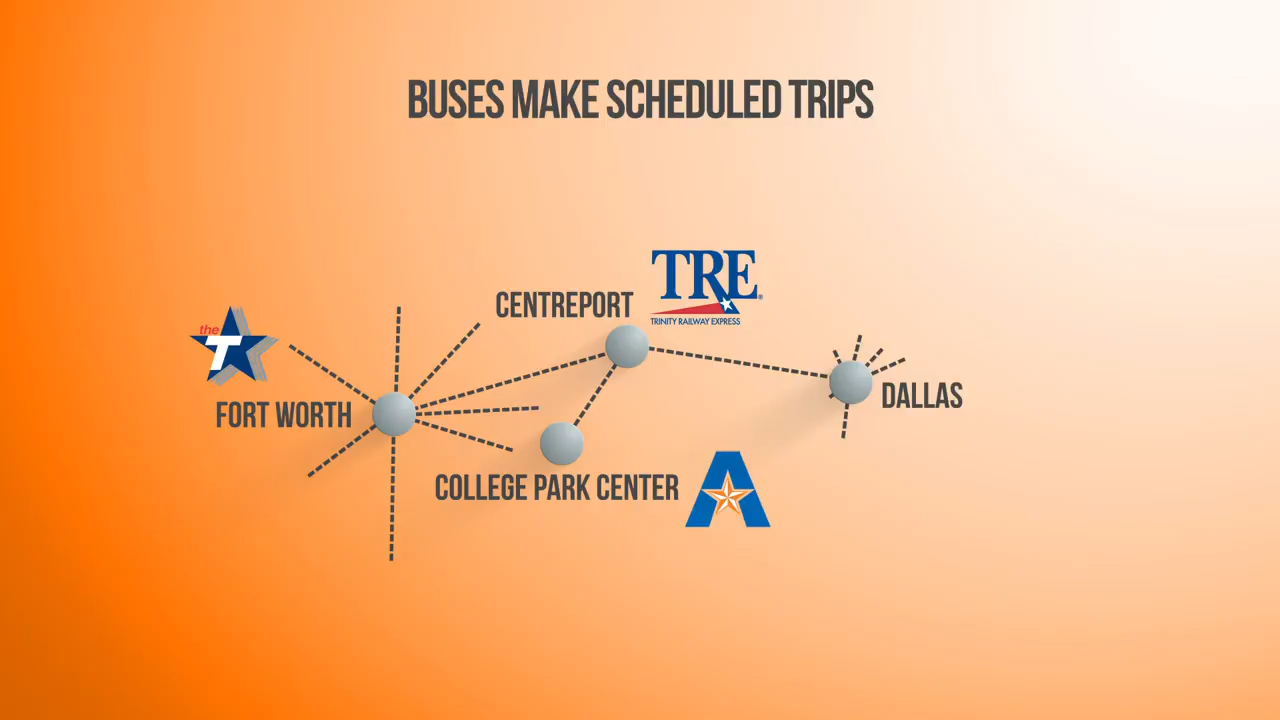 BUSES MAKE SCHEDULED TRIPS
TRE
CENTREPORT
TRINITY RAILWAY EXPRESS
the
T
DALLAS
FORT WORTH
COLLEGE PARK CENTER
A